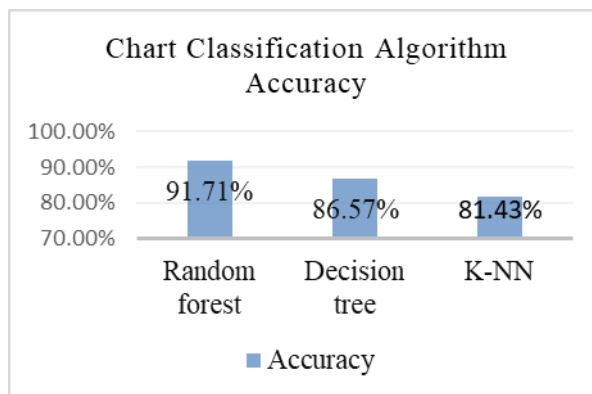 Chart Classification Algorithm
Accuracy
100.00%
90.00%
80.00%
70.00%
91.71%
86.57%
81.43%
Random
forest
Decision
tree
K-NN
Accuracy